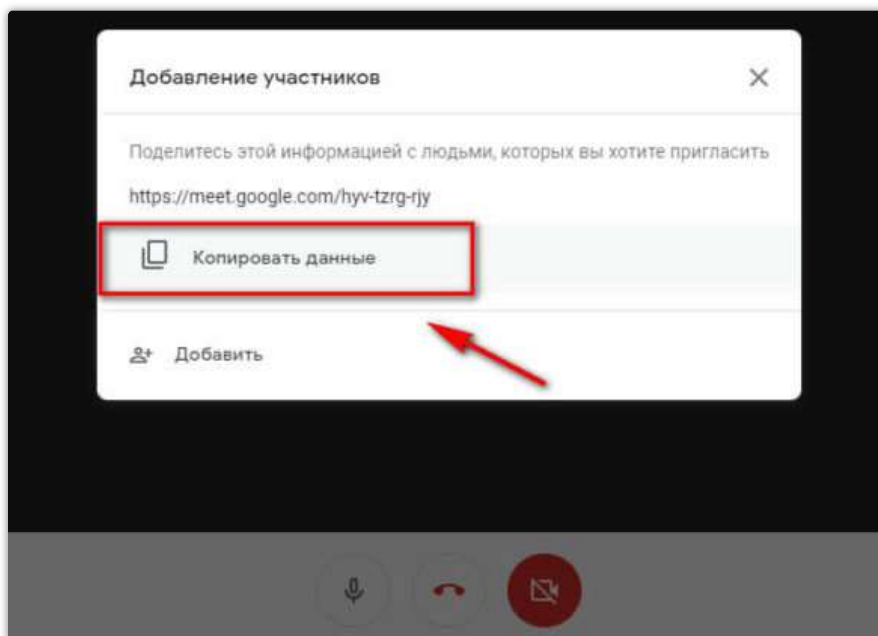 Добавление участников
Поделитесь этой информацией с людьми, которых вы хотите пригласить
https://meet.google.com/hyv-tzrg-rjy
Копировать данные
Добавить